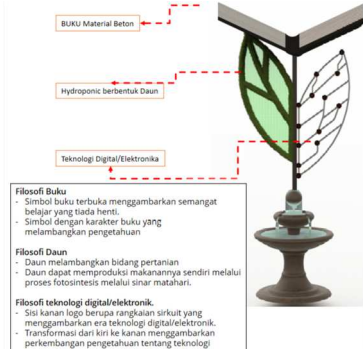 BUKU Material Beton
Hydroponic berbentuk Daun
Teknologi Digital/Elektronika
Filosofi Buku
- Simbol buku terbuka menggambarkan semangat
belajar yang tiada henti.
- Simbol dengan karakter buku yang
melambangkan pengetahuan
Filosofi Daun
- Daun melambangkan bidang pertanian
- Daun dapat memproduksi makanannya sendiri melalui
proses fotosintesis melalui sinar matahari.
Filosofi teknologi digital/elektronik.
- Sisi kanan logo berupa rangkaian sirkuit yang
menggambarkan era teknologi digital/elektronik.
- Transformasi dari kiri ke kanan menggambarkan
perkembangan pengetahuan tentang teknologi